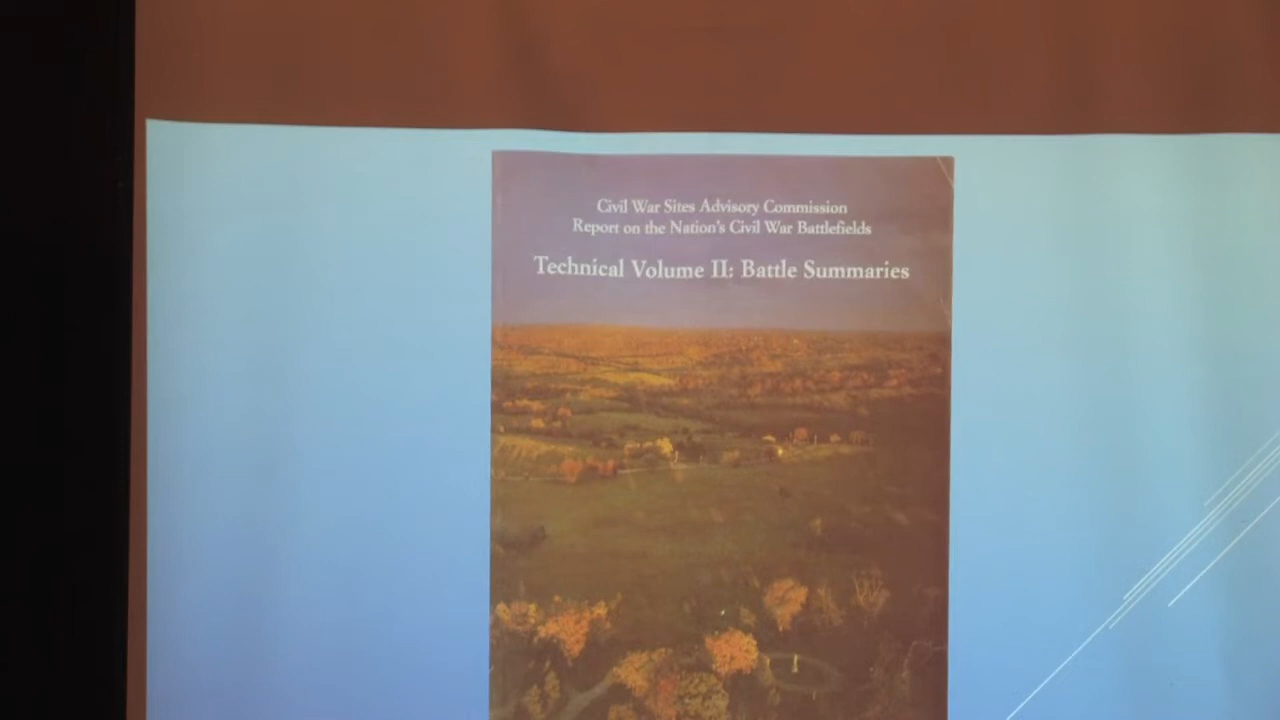 Civil War Sites Advisory Commission
Report on the Nation's Civil War Battlefields
Technical Volume II: Battle Summaries